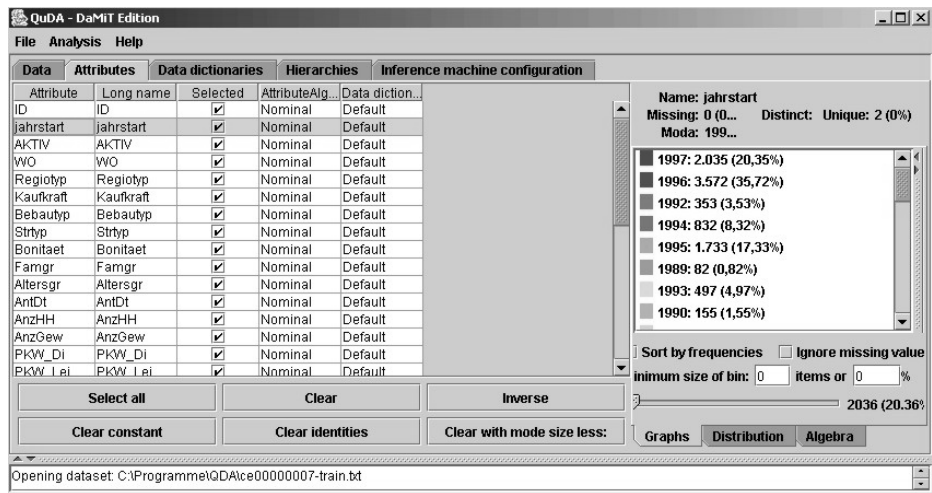 QuDA - DaMiT Edition
File Analysis Help
Data Attributes Data dictionaries Hierarchies Inference machine configuration
Attribute Long name Selected AttributeAlg... Data diction...
ID ID Nominal Default
jahrstart jahrstart Nominal Default
AKTIV AKTIV Nominal Default
WO WO Nominal Default
Regiotyp Regiotyp Nominal Default
Kaufkraft Kaufkraft Nominal Default
Bebautyp Bebautyp Nominal Default
Strtyp Strtyp Nominal Default
Bonitaet Bonitaet Nominal Default
Famgr Famgr Nominal Default
Altersgr Altersgr Nominal Default
AntDt AntDt Nominal Default
AnzHH AnzHH Nominal Default
AnzGew AnzGew Nominal Default
PKW_Di PKW_Di Nominal Default
PKW_Lei PKW_Lei Nominal Default
Select all Clear Inverse
Clear constant Clear identities Clear with mode size less:
Name: jahrstart
Missing: 0 (0... Distinct: Unique: 2 (0%)
Moda: 199...
1997: 2.035 (20,35%)
1996: 3.572 (35,72%)
1992: 353 (3,53%)
1994: 832 (8,32%)
1995: 1.733 (17,33%)
1989: 82 (0,82%)
1993: 497 (4,97%)
1990: 155 (1,55%)
Sort by frequencies Ignore missing value
inimum size of bin: 0 items or 0 %
2036 (20.36%
Graphs Distribution Algebra
Opening dataset: C:\Programme\QDA\ce00000007-train.txt